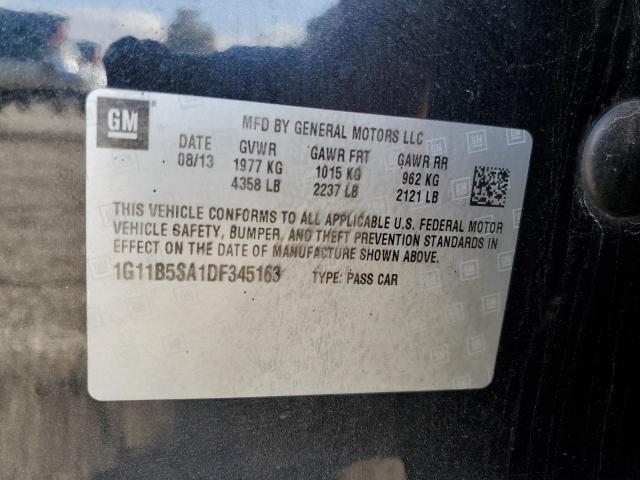 GM
MFD BY GENERAL MOTORS LLC
DATE GVWR GAWR FRT GAWR RR
08/13 1977 KG 1015 KG 962 KG
4358 LB 2237 LB 2121 LB
THIS VEHICLE CONFORMS TO ALL APPLICABLE U.S. FEDERAL MOTOR
VEHICLE SAFETY, BUMPER, AND THEFT PREVENTION STANDARDS IN
EFFECT ON THE DATE OF MANUFACTURE SHOWN ABOVE.
1G11B5SA1DF345163 TYPE: PASS CAR